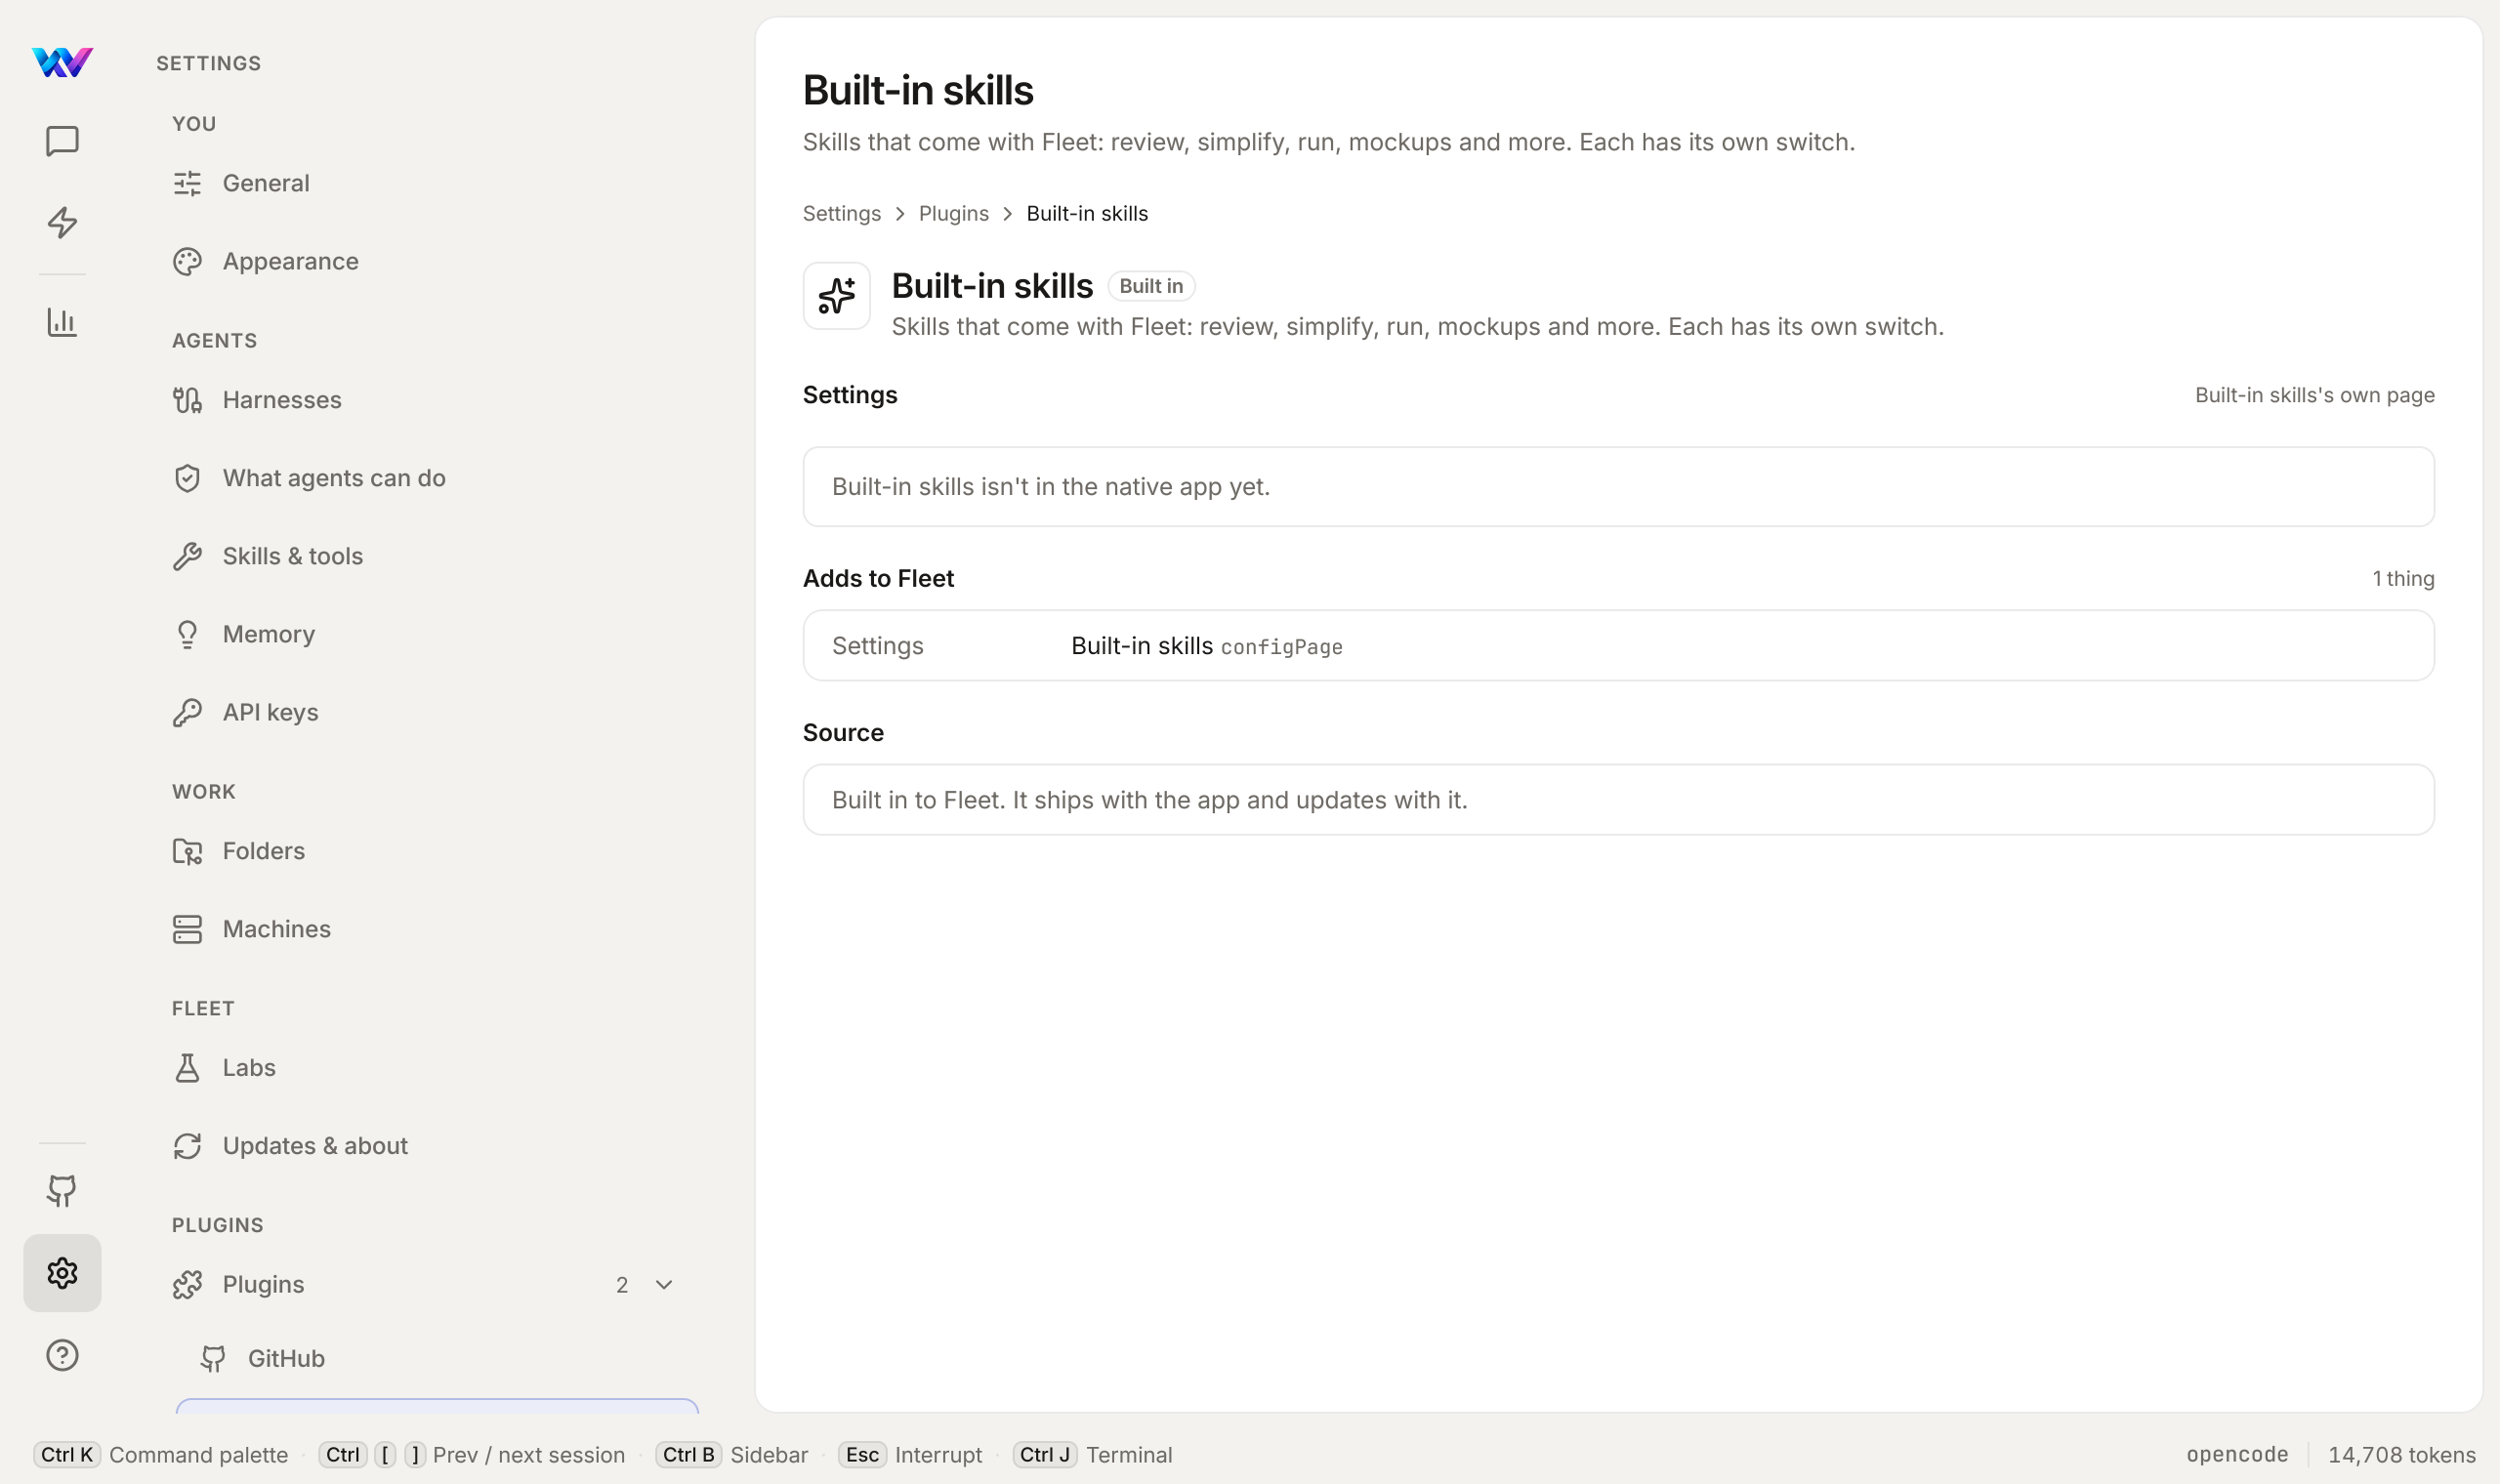 SETTINGS
YOU
General
Appearance
AGENTS
Harnesses
What agents can do
Skills & tools
Memory
API keys
WORK
Folders
Machines
FLEET
Labs
Updates & about
PLUGINS
Plugins 2
GitHub
Built-in skills
Skills that come with Fleet: review, simplify, run, mockups and more. Each has its own switch.
Settings > Plugins > Built-in skills
Built-in skills Built in
Skills that come with Fleet: review, simplify, run, mockups and more. Each has its own switch.
Settings Built-in skills's own page
Built-in skills isn't in the native app yet.
Adds to Fleet 1 thing
Settings Built-in skills configPage
Source
Built in to Fleet. It ships with the app and updates with it.
Ctrl K Command palette · Ctrl [ ] Prev / next session · Ctrl B Sidebar · Esc Interrupt · Ctrl J Terminal opencode 14,708 tokens